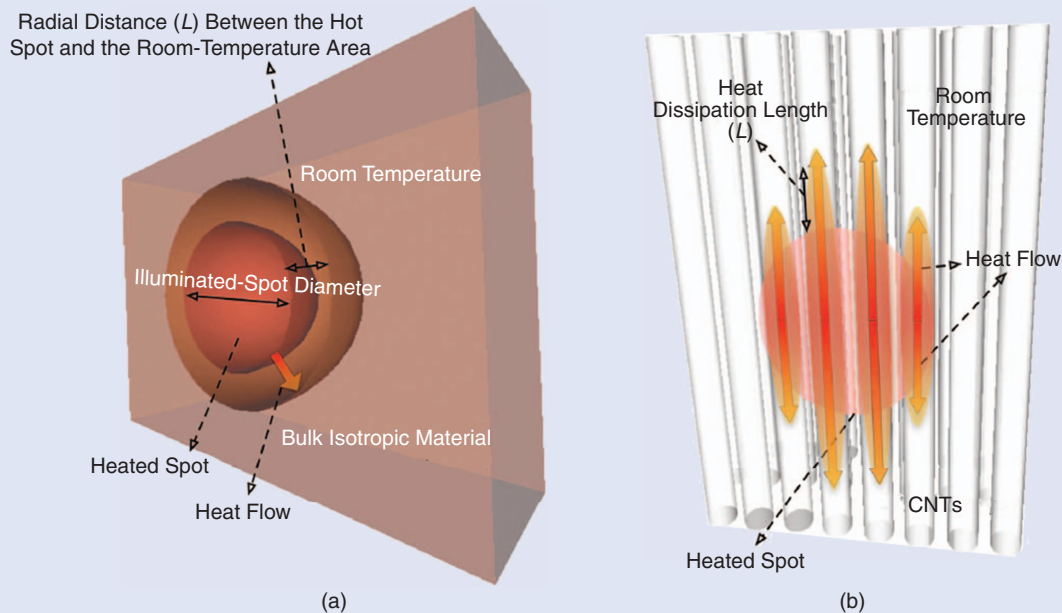 Radial Distance (L) Between the Hot
Spot and the Room-Temperature Area
Room Temperature
Illuminated-Spot Diameter
Bulk Isotropic Material
Heated Spot
Heat Flow
(a)
Heat
Dissipation Length
(L)
Room
Temperature
Heat Flow
CNTs
Heated Spot
(b)